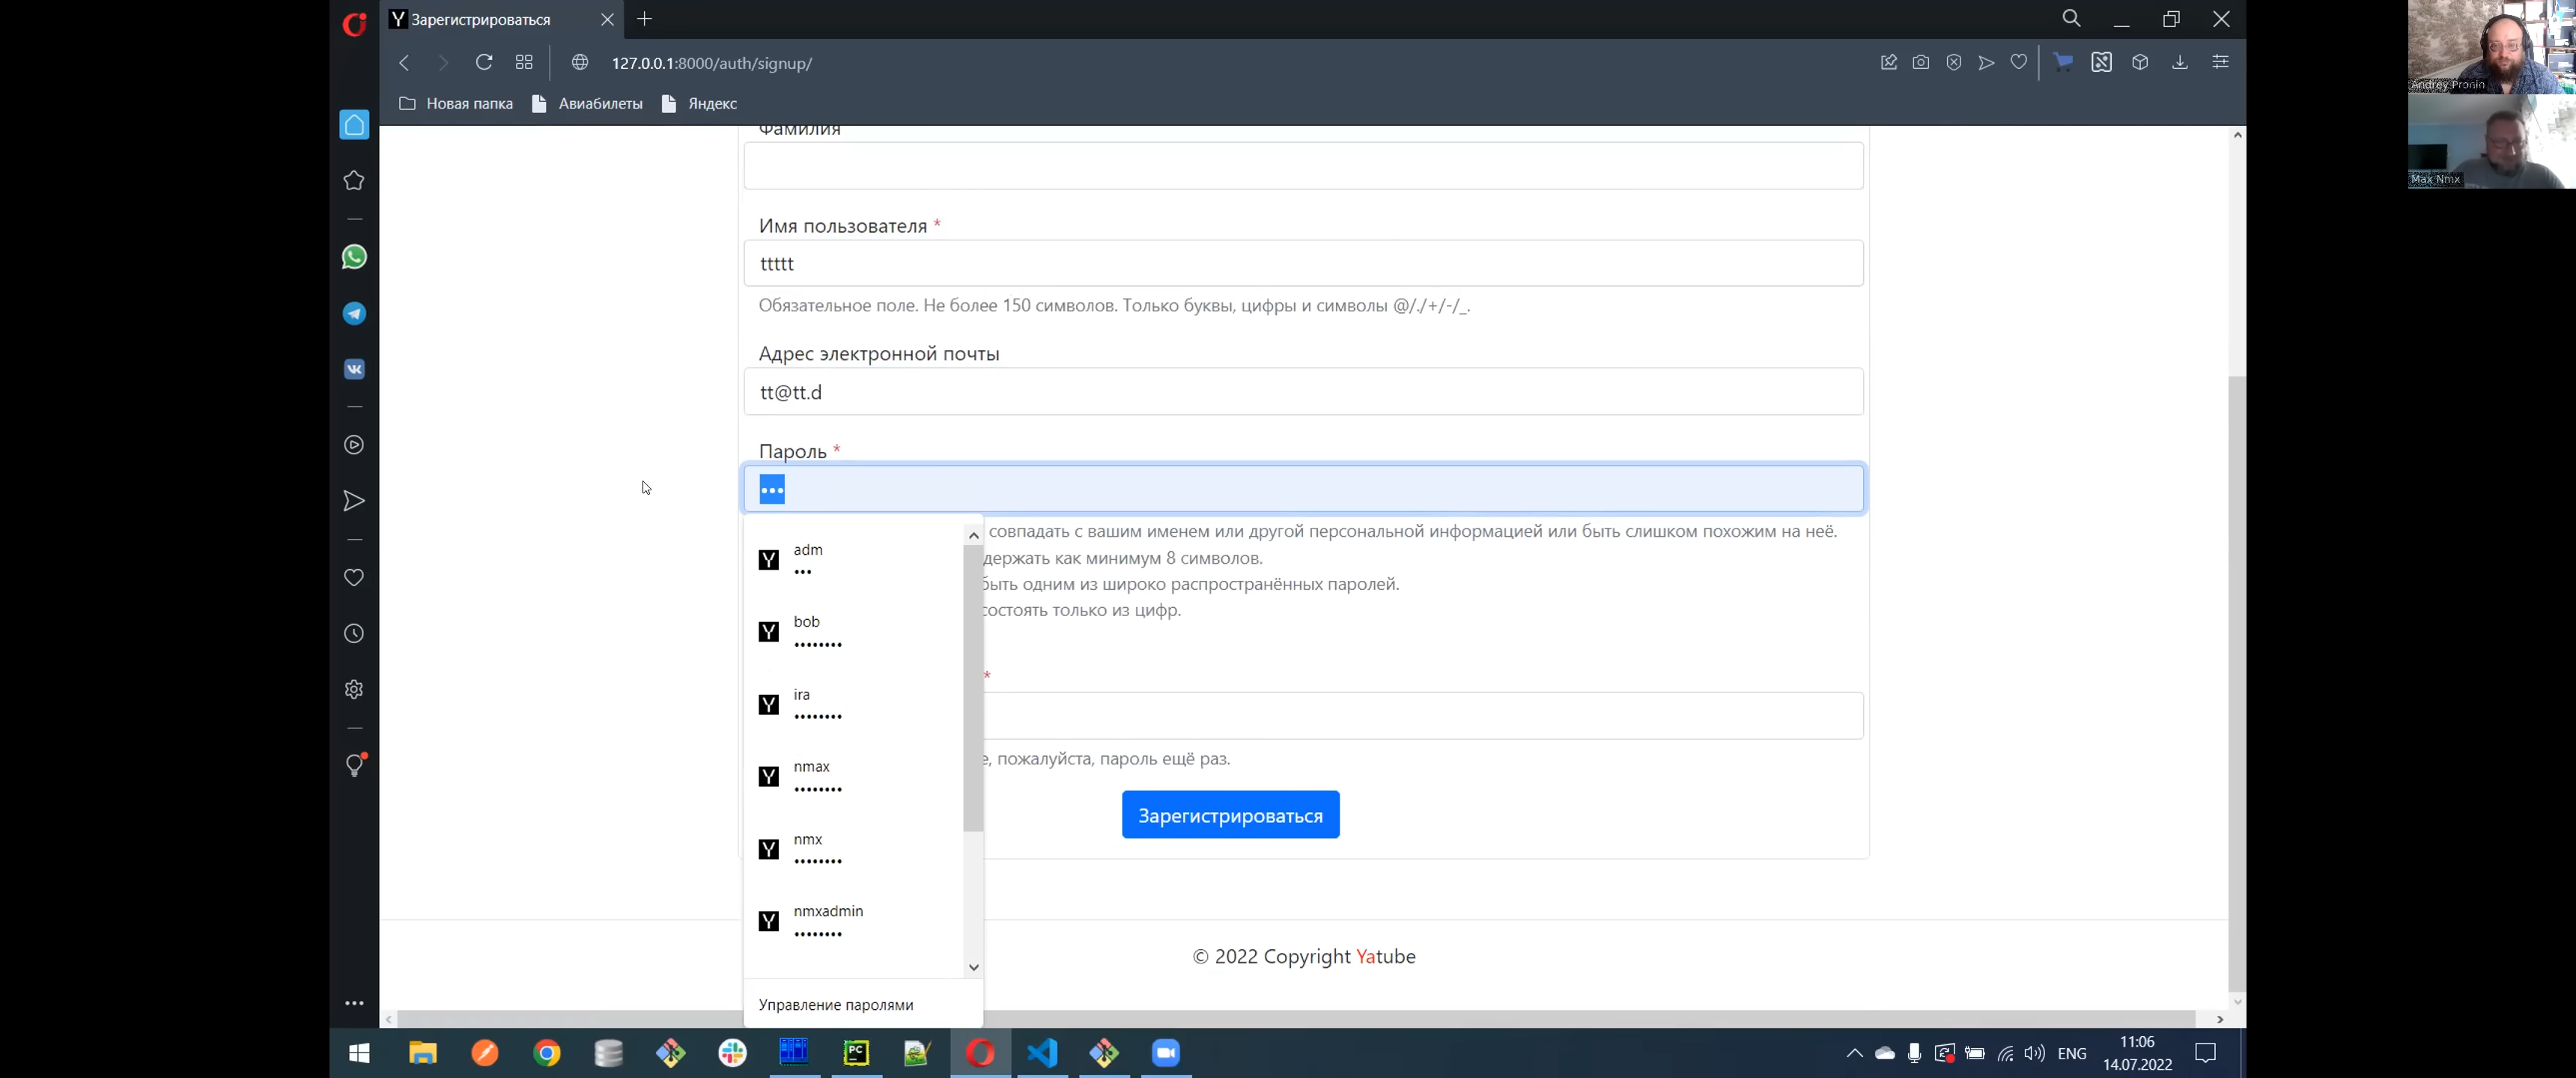 Зарегистрироваться
127.0.0.1:8000/auth/signup/
Новая папка Авиабилеты Яндекс
Andrey Pronin
Max Nmx
Фамилия
Имя пользователя *
ttttt
Обязательное поле. Не более 150 символов. Только буквы, цифры и символы @/./+/-/_.
Адрес электронной почты
tt@tt.d
Пароль *
•••
совпадать с вашим именем или другой персональной информацией или быть слишком похожим на неё.
держать как минимум 8 символов.
быть одним из широко распространённых паролей.
состоять только из цифр.
*
е, пожалуйста, пароль ещё раз.
adm
•••
bob
••••••••
ira
••••••••
nmax
••••••••
nmx
••••••••
nmxadmin
••••••••
Управление паролями
Зарегистрироваться
© 2022 Copyright Yatube
ENG
11:06
14.07.2022